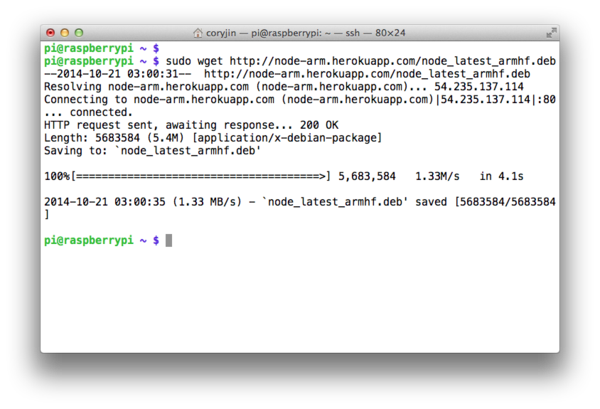 coryjin — pi@raspberrypi: ~ — ssh — 80×24
pi@raspberrypi ~ $
pi@raspberrypi ~ $ sudo wget http://node-arm.herokuapp.com/node_latest_armhf.deb
--2014-10-21 03:00:31--  http://node-arm.herokuapp.com/node_latest_armhf.deb
Resolving node-arm.herokuapp.com (node-arm.herokuapp.com)... 54.235.137.114
Connecting to node-arm.herokuapp.com (node-arm.herokuapp.com)|54.235.137.114|:80
... connected.
HTTP request sent, awaiting response... 200 OK
Length: 5683584 (5.4M) [application/x-debian-package]
Saving to: `node_latest_armhf.deb'
100%[======================================>] 5,683,584   1.33M/s   in 4.1s
2014-10-21 03:00:35 (1.33 MB/s) - `node_latest_armhf.deb' saved [5683584/5683584
]
pi@raspberrypi ~ $